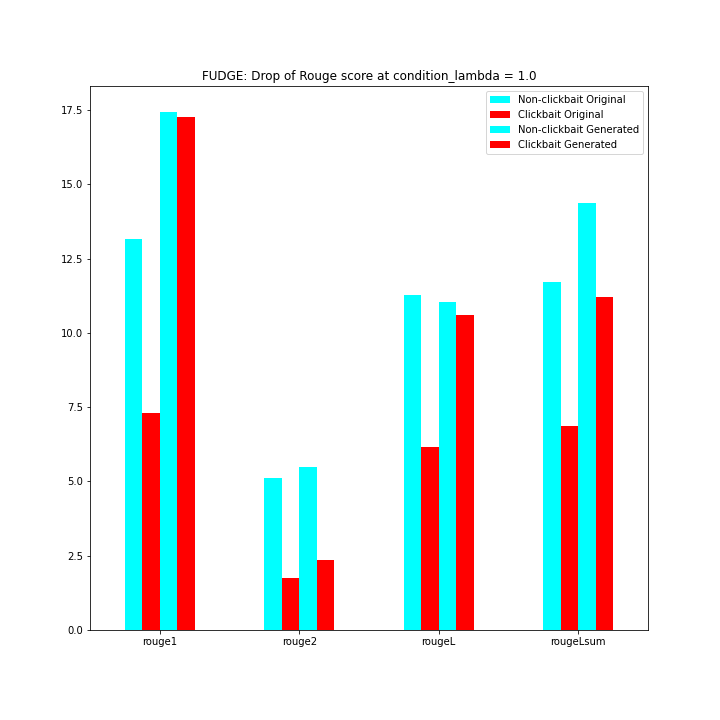 FUDGE: Drop of Rouge score at condition_lambda = 1.0
Non-clickbait Original
Clickbait Original
Non-clickbait Generated
Clickbait Generated
17.5
15.0
12.5
10.0
7.5
5.0
2.5
0.0
rouge1 rouge2 rougeL rougeLsum